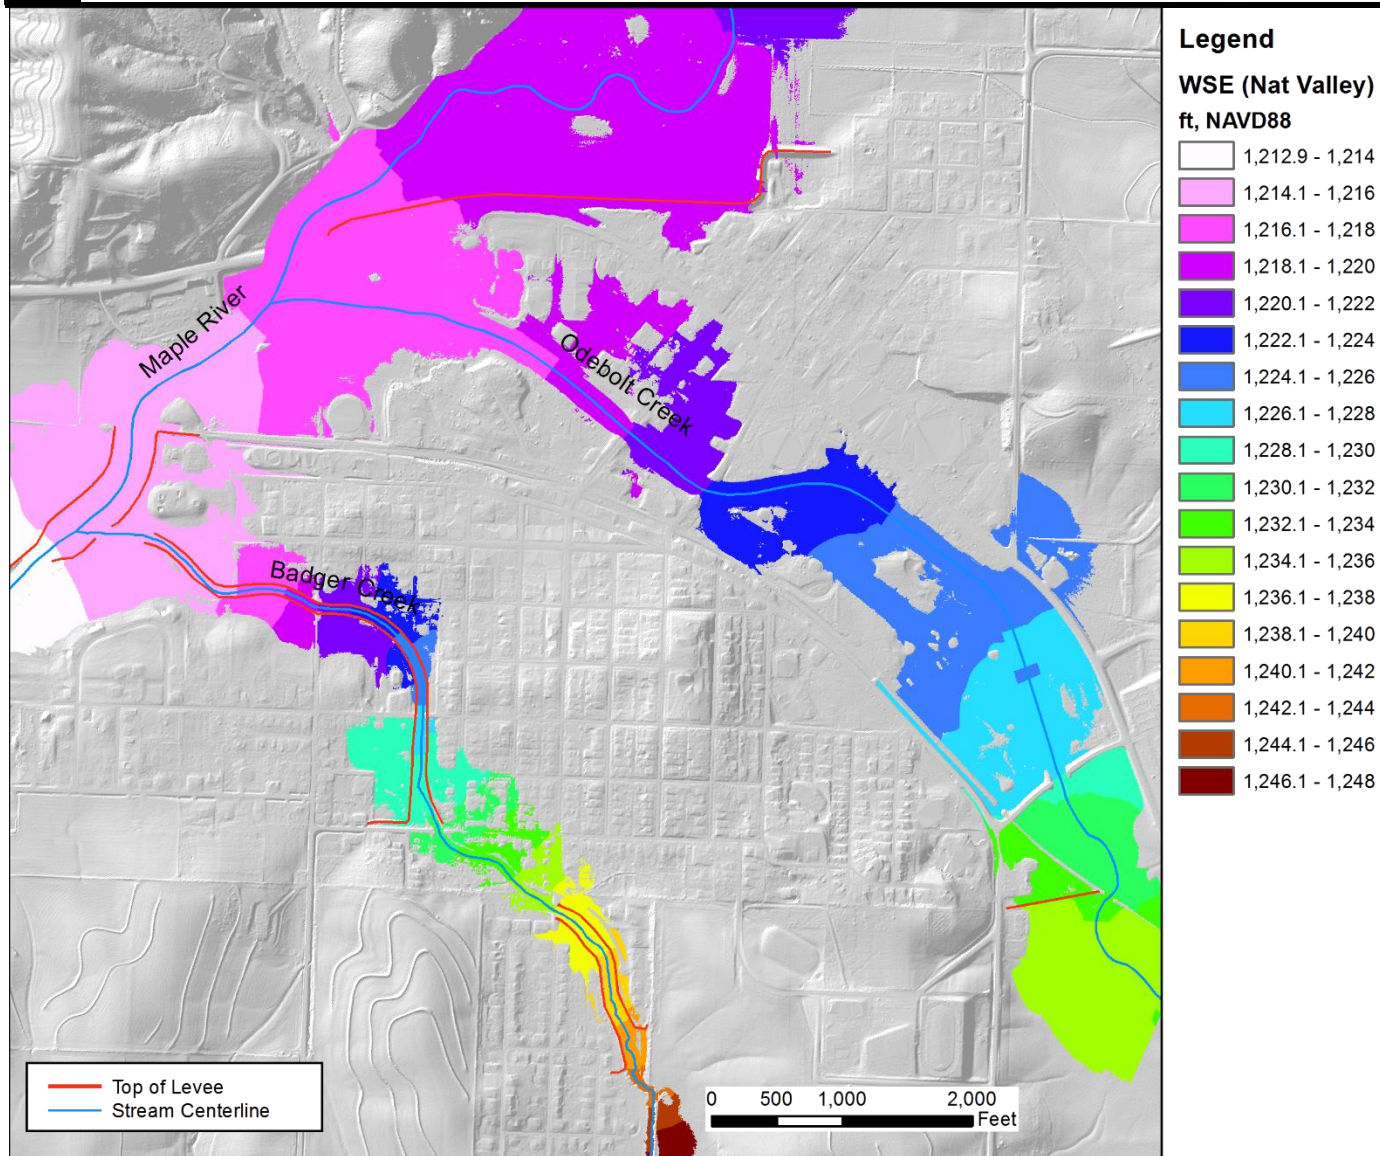 Legend
WSE (Nat Valley)
ft, NAVD88
1,212.9 - 1,214
1,214.1 - 1,216
1,216.1 - 1,218
1,218.1 - 1,220
1,220.1 - 1,222
1,222.1 - 1,224
1,224.1 - 1,226
1,226.1 - 1,228
1,228.1 - 1,230
1,230.1 - 1,232
1,232.1 - 1,234
1,234.1 - 1,236
1,236.1 - 1,238
1,238.1 - 1,240
1,240.1 - 1,242
1,242.1 - 1,244
1,244.1 - 1,246
1,246.1 - 1,248
Maple River
Odebolt Creek
Badger Creek
Top of Levee
Stream Centerline
0 500 1,000 2,000
Feet